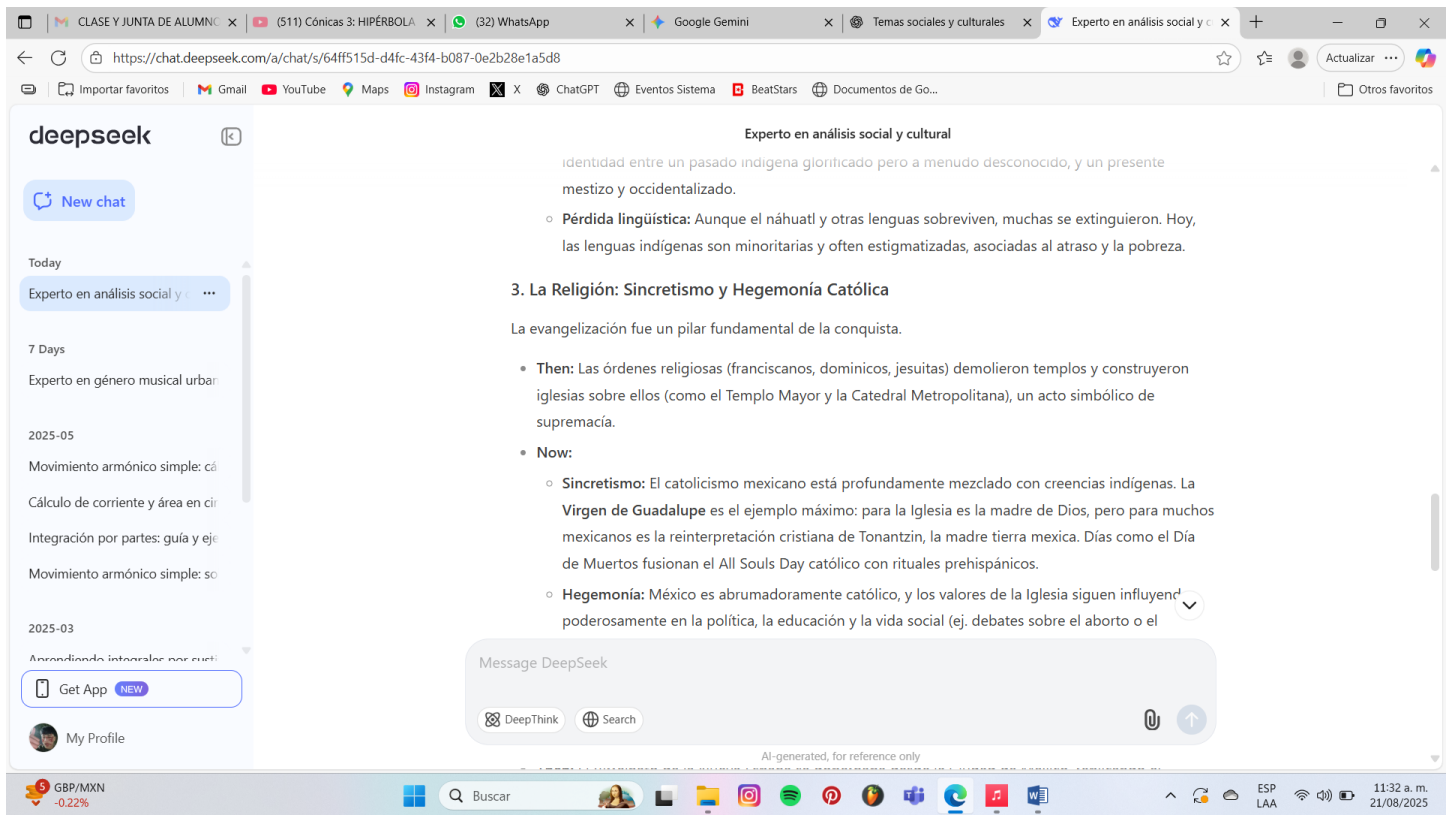 CLASE Y JUNTA DE ALUMNO
(511) Cónicas 3: HIPÉRBOLA
(32) WhatsApp
Google Gemini
Temas sociales y culturales
Experto en análisis social y c
https://chat.deepseek.com/a/chat/s/64ff515d-d4fc-43f4-b087-0e2b28e1a5d8
Actualizar
Importar favoritos
Gmail
YouTube
Maps
Instagram
X
ChatGPT
Eventos Sistema
BeatStars
Documentos de Go...
Otros favoritos
deepseek
New chat
Today
Experto en análisis social y c
7 Days
Experto en género musical urban
2025-05
Movimiento armónico simple: cá
Cálculo de corriente y área en cir
Integración por partes: guía y eje
Movimiento armónico simple: so
2025-03
Aprendiendo integrales por susti
Get App NEW
My Profile
Experto en análisis social y cultural
identidad entre un pasado indígena glorificado pero a menudo desconocido, y un presente
mestizo y occidentalizado.
Pérdida lingüística: Aunque el náhuatl y otras lenguas sobreviven, muchas se extinguieron. Hoy,
las lenguas indígenas son minoritarias y often estigmatizadas, asociadas al atraso y la pobreza.
3. La Religión: Sincretismo y Hegemonía Católica
La evangelización fue un pilar fundamental de la conquista.
Then: Las órdenes religiosas (franciscanos, dominicos, jesuitas) demolieron templos y construyeron
iglesias sobre ellos (como el Templo Mayor y la Catedral Metropolitana), un acto simbólico de
supremacía.
Now:
Sincretismo: El catolicismo mexicano está profundamente mezclado con creencias indígenas. La
Virgen de Guadalupe es el ejemplo máximo: para la Iglesia es la madre de Dios, pero para muchos
mexicanos es la reinterpretación cristiana de Tonantzin, la madre tierra mexica. Días como el Día
de Muertos fusionan el All Souls Day católico con rituales prehispánicos.
Hegemonía: México es abrumadoramente católico, y los valores de la Iglesia siguen influyend
poderosamente en la política, la educación y la vida social (ej. debates sobre el aborto o el
Message DeepSeek
DeepThink
Search
AI-generated, for reference only
5
GBP/MXN
-0.22%
Buscar
ESP
LAA
11:32 a. m.
21/08/2025